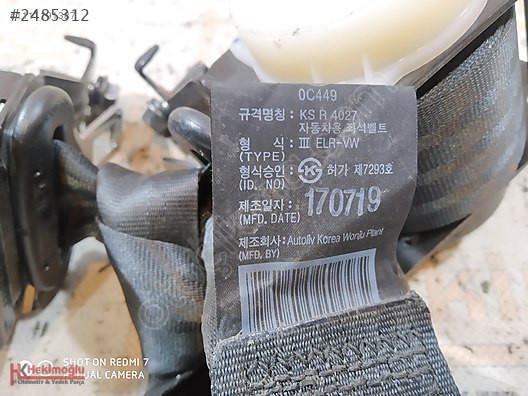 #2485312
0C449
규격명칭 : KS R 4027
자동차용 좌석벨트
형 식 : III ELR-VW
(TYPE)
형식승인 : 허가 제7293호
(ID. NO)
제조일자 : 170719
(MFD. DATE)
제조회사: Autoliv Korea Wonju Plant
(MFD. BY)
SHOT ON REDMI 7
Hekimoğlu
Otomotiv & Yedek Parça
DUAL CAMERA